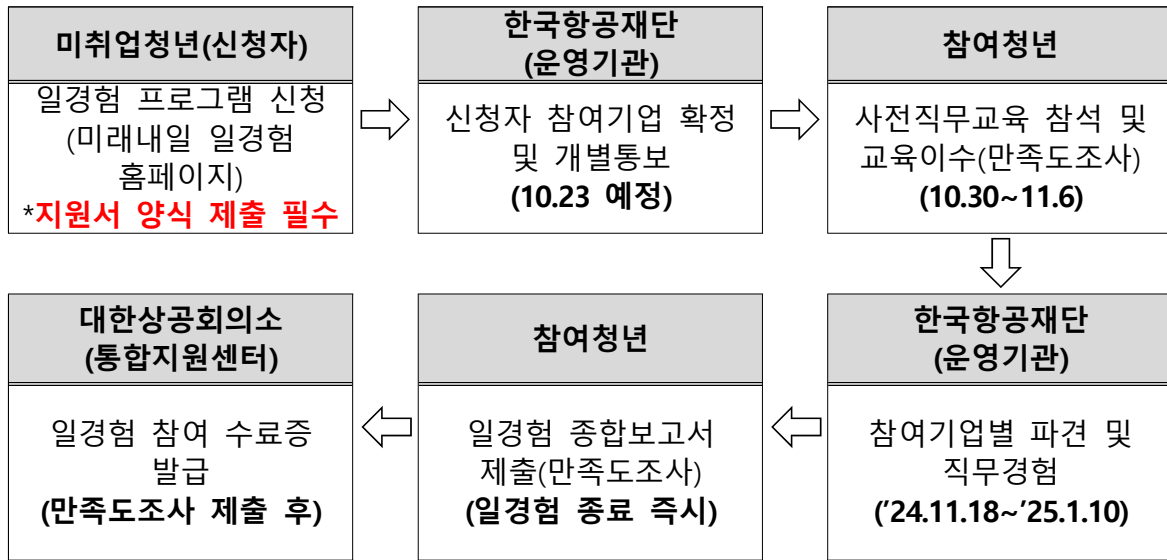 미취업청년(신청자)
일경험 프로그램 신청
(미래내일 일경험
홈페이지)
*지원서 양식 제출 필수
한국항공재단
(운영기관)
신청자 참여기업 확정
및 개별통보
(10.23 예정)
참여청년
사전직무교육 참석 및
교육이수(만족도조사)
(10.30~11.6)
한국항공재단
(운영기관)
참여기업별 파견 및
직무경험
('24.11.18~'25.1.10)
참여청년
일경험 종합보고서
제출(만족도조사)
(일경험 종료 즉시)
대한상공회의소
(통합지원센터)
일경험 참여 수료증
발급
(만족도조사 제출 후)